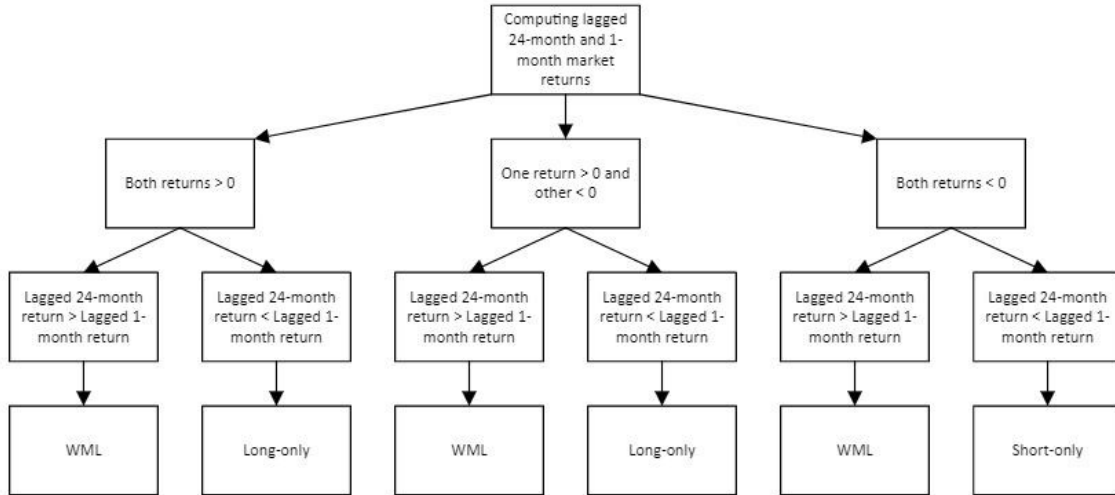 Computing lagged
24-month and 1-
month market
returns
Both returns > 0
One return > 0 and
other < 0
Both returns < 0
Lagged 24-month
return > Lagged 1-
month return
Lagged 24-month
return < Lagged 1-
month return
Lagged 24-month
return > Lagged 1-
month return
Lagged 24-month
return < Lagged 1-
month return
Lagged 24-month
return > Lagged 1-
month return
Lagged 24-month
return < Lagged 1-
month return
WML
Long-only
WML
Long-only
WML
Short-only